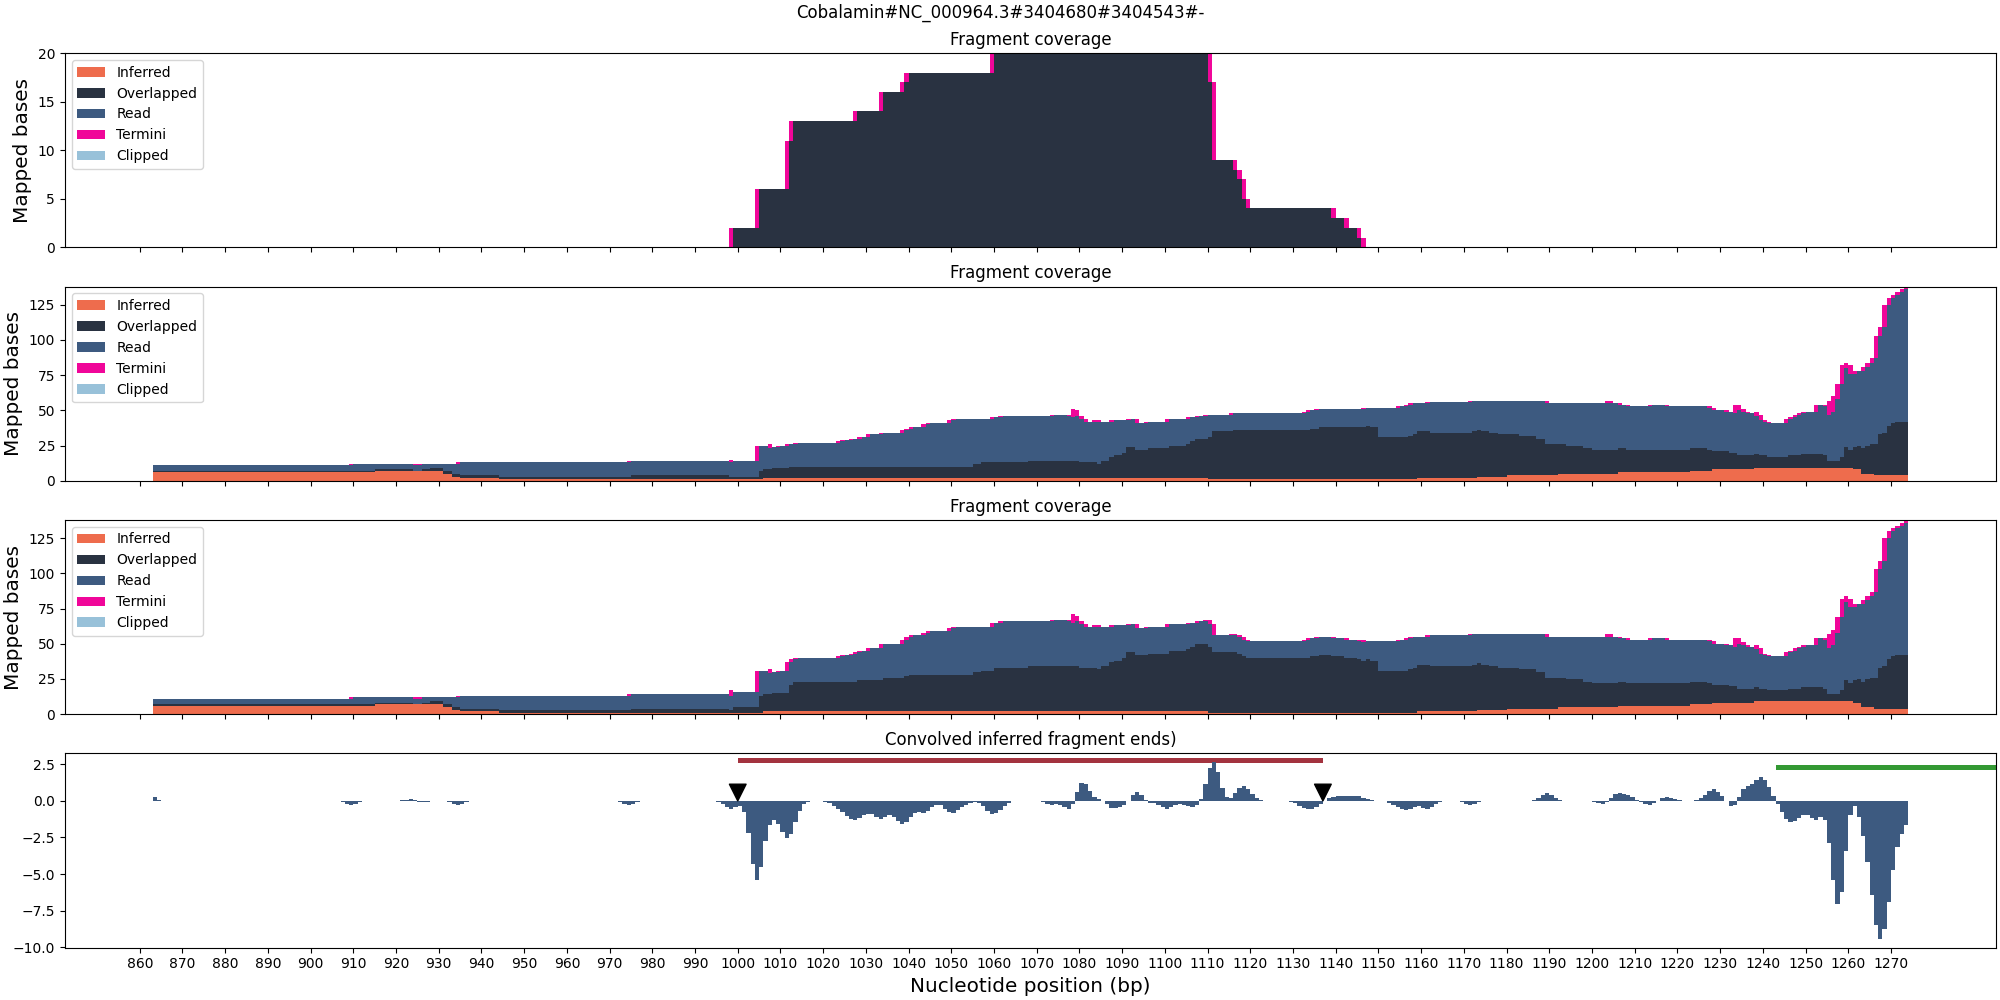 Cobalamin#NC_000964.3#3404680#3404543#-
Fragment coverage
Mapped bases
20
15
10
5
0
Inferred
Overlapped
Read
Termini
Clipped
Fragment coverage
Mapped bases
125
100
75
50
25
0
Inferred
Overlapped
Read
Termini
Clipped
Fragment coverage
Mapped bases
125
100
75
50
25
0
Inferred
Overlapped
Read
Termini
Clipped
Convolved inferred fragment ends)
2.5
0.0
−2.5
−5.0
−7.5
−10.0
860 870 880 890 900 910 920 930 940 950 960 970 980 990 1000 1010 1020 1030 1040 1050 1060 1070 1080 1090 1100 1110 1120 1130 1140 1150 1160 1170 1180 1190 1200 1210 1220 1230 1240 1250 1260 1270
Nucleotide position (bp)